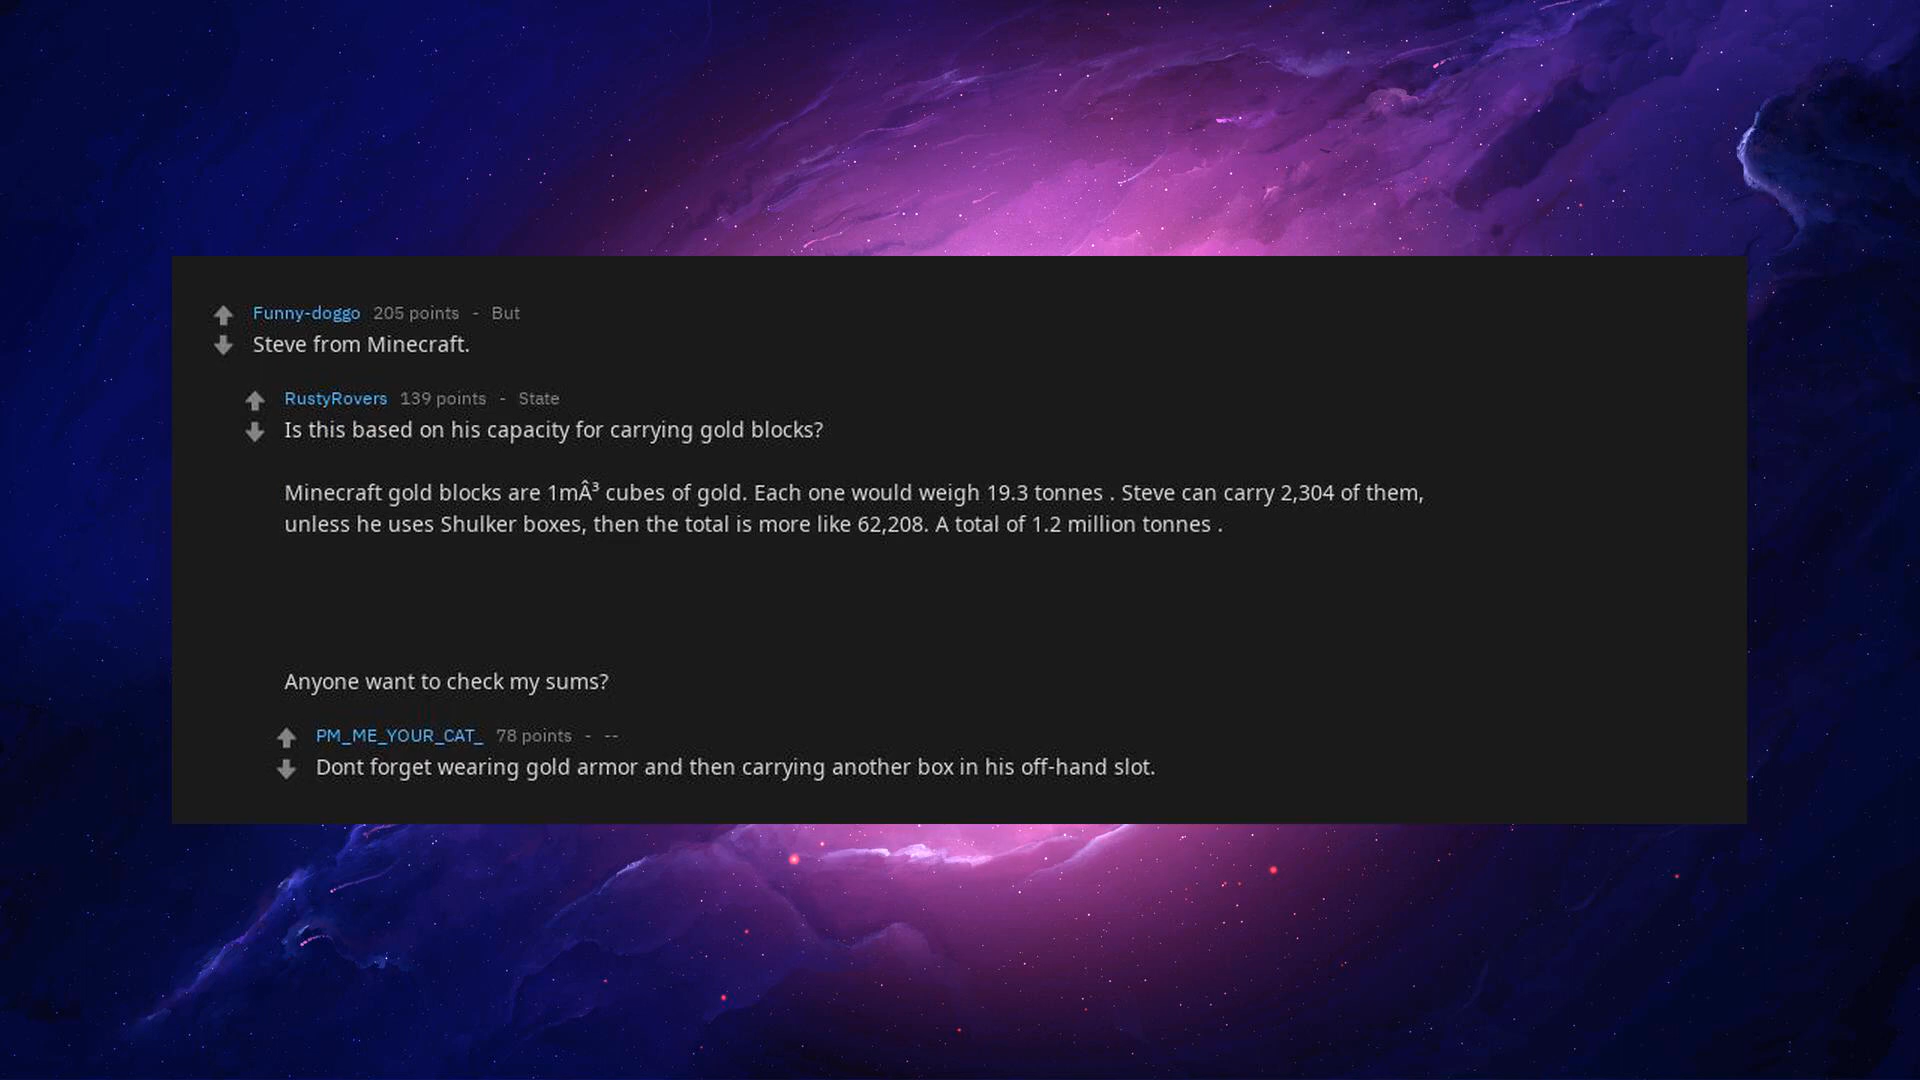 Funny-doggo 205 points - But
Steve from Minecraft.
RustyRovers 139 points - State
Is this based on his capacity for carrying gold blocks?
Minecraft gold blocks are 1mÂ³ cubes of gold. Each one would weigh 19.3 tonnes . Steve can carry 2,304 of them,
unless he uses Shulker boxes, then the total is more like 62,208. A total of 1.2 million tonnes .
Anyone want to check my sums?
PM_ME_YOUR_CAT_ 78 points - --
Dont forget wearing gold armor and then carrying another box in his off-hand slot.